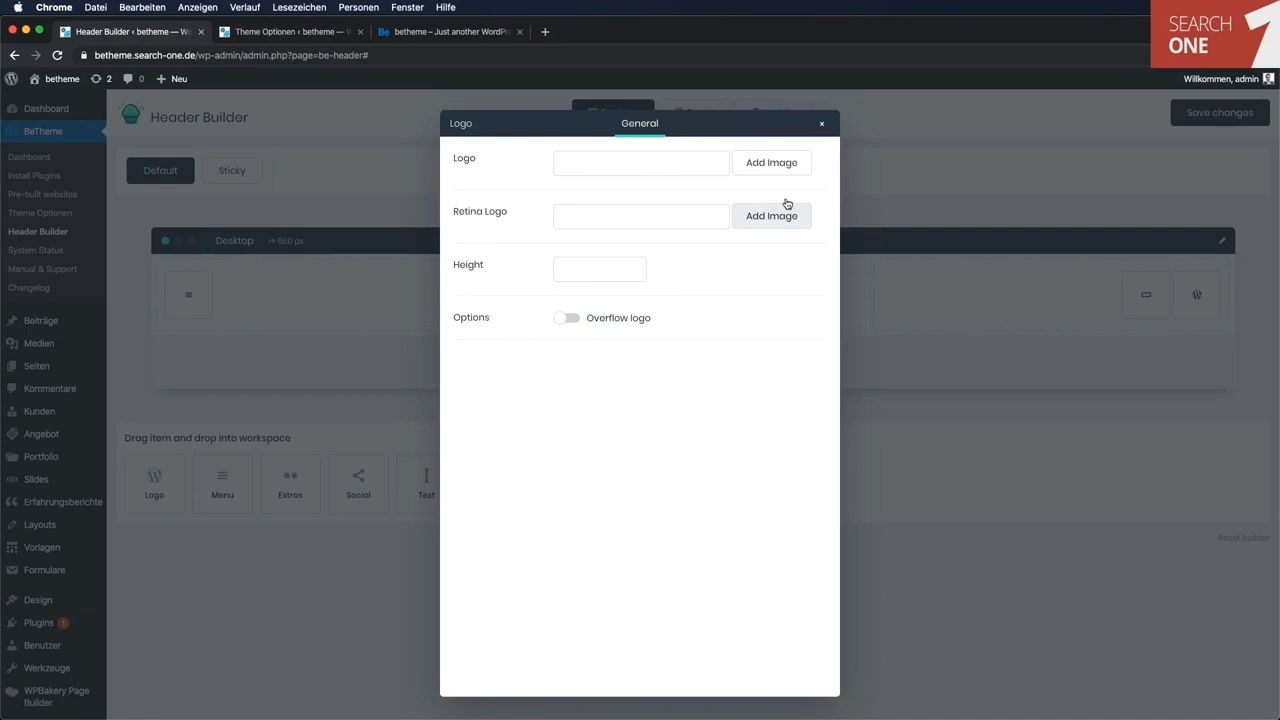 Chrome Datei Bearbeiten Anzeigen Verlauf Lesezeichen Personen Fenster Hilfe
Header Builder ‹ betheme — Wo
Theme Optionen ‹ betheme — W
betheme – Just another WordPr
SEARCH
ONE
1
betheme.search-one.de/wp-admin/admin.php?page=be-header#
betheme 2 0 Neu
Willkommen, admin
Dashboard
BeTheme
Dashboard
Install Plugins
Pre-built websites
Theme Optionen
Header Builder
System Status
Manual & Support
Changelog
Beiträge
Medien
Seiten
Kommentare
Kunden
Angebot
Portfolio
Slides
Erfahrungsberichte
Layouts
Vorlagen
Formulare
Design
Plugins 1
Benutzer
Werkzeuge
WPBakery Page
Builder
Header Builder
Save changes
Default Sticky
Desktop >= 960 px
Drag item and drop into workspace
Logo Menu Extras Social Text
Reset builder
Logo General ×
Logo Add Image
Retina Logo Add Image
Height
Options Overflow logo